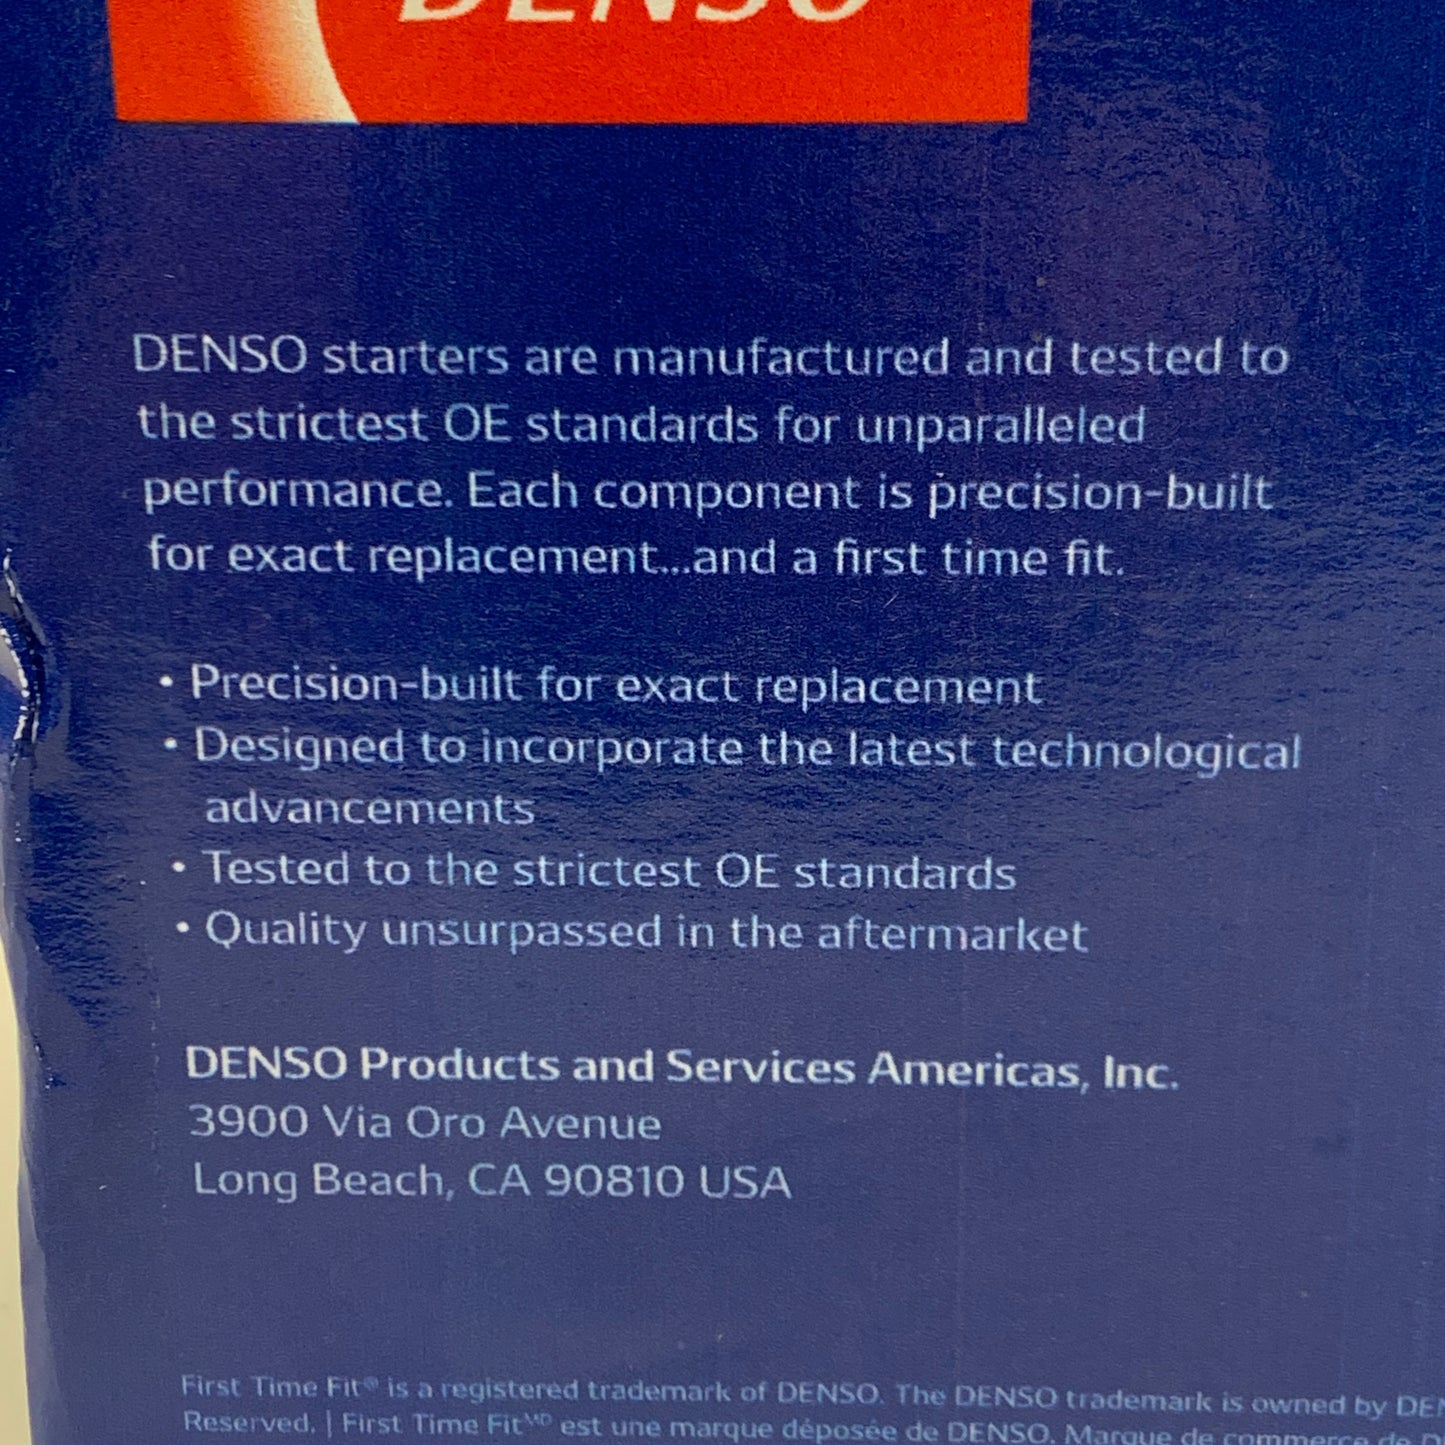 DENSO
DENSO starters are manufactured and tested to
the strictest OE standards for unparalleled
performance. Each component is precision-built
for exact replacement...and a first time fit.
• Precision-built for exact replacement
• Designed to incorporate the latest technological
advancements
• Tested to the strictest OE standards
• Quality unsurpassed in the aftermarket
DENSO Products and Services Americas, Inc.
3900 Via Oro Avenue
Long Beach, CA 90810 USA
First Time Fit® is a registered trademark of DENSO. The DENSO trademark is owned by
Reserved. | First Time Fit ᴹᴰ est une marque déposée de DENSO. Marque de commerce de